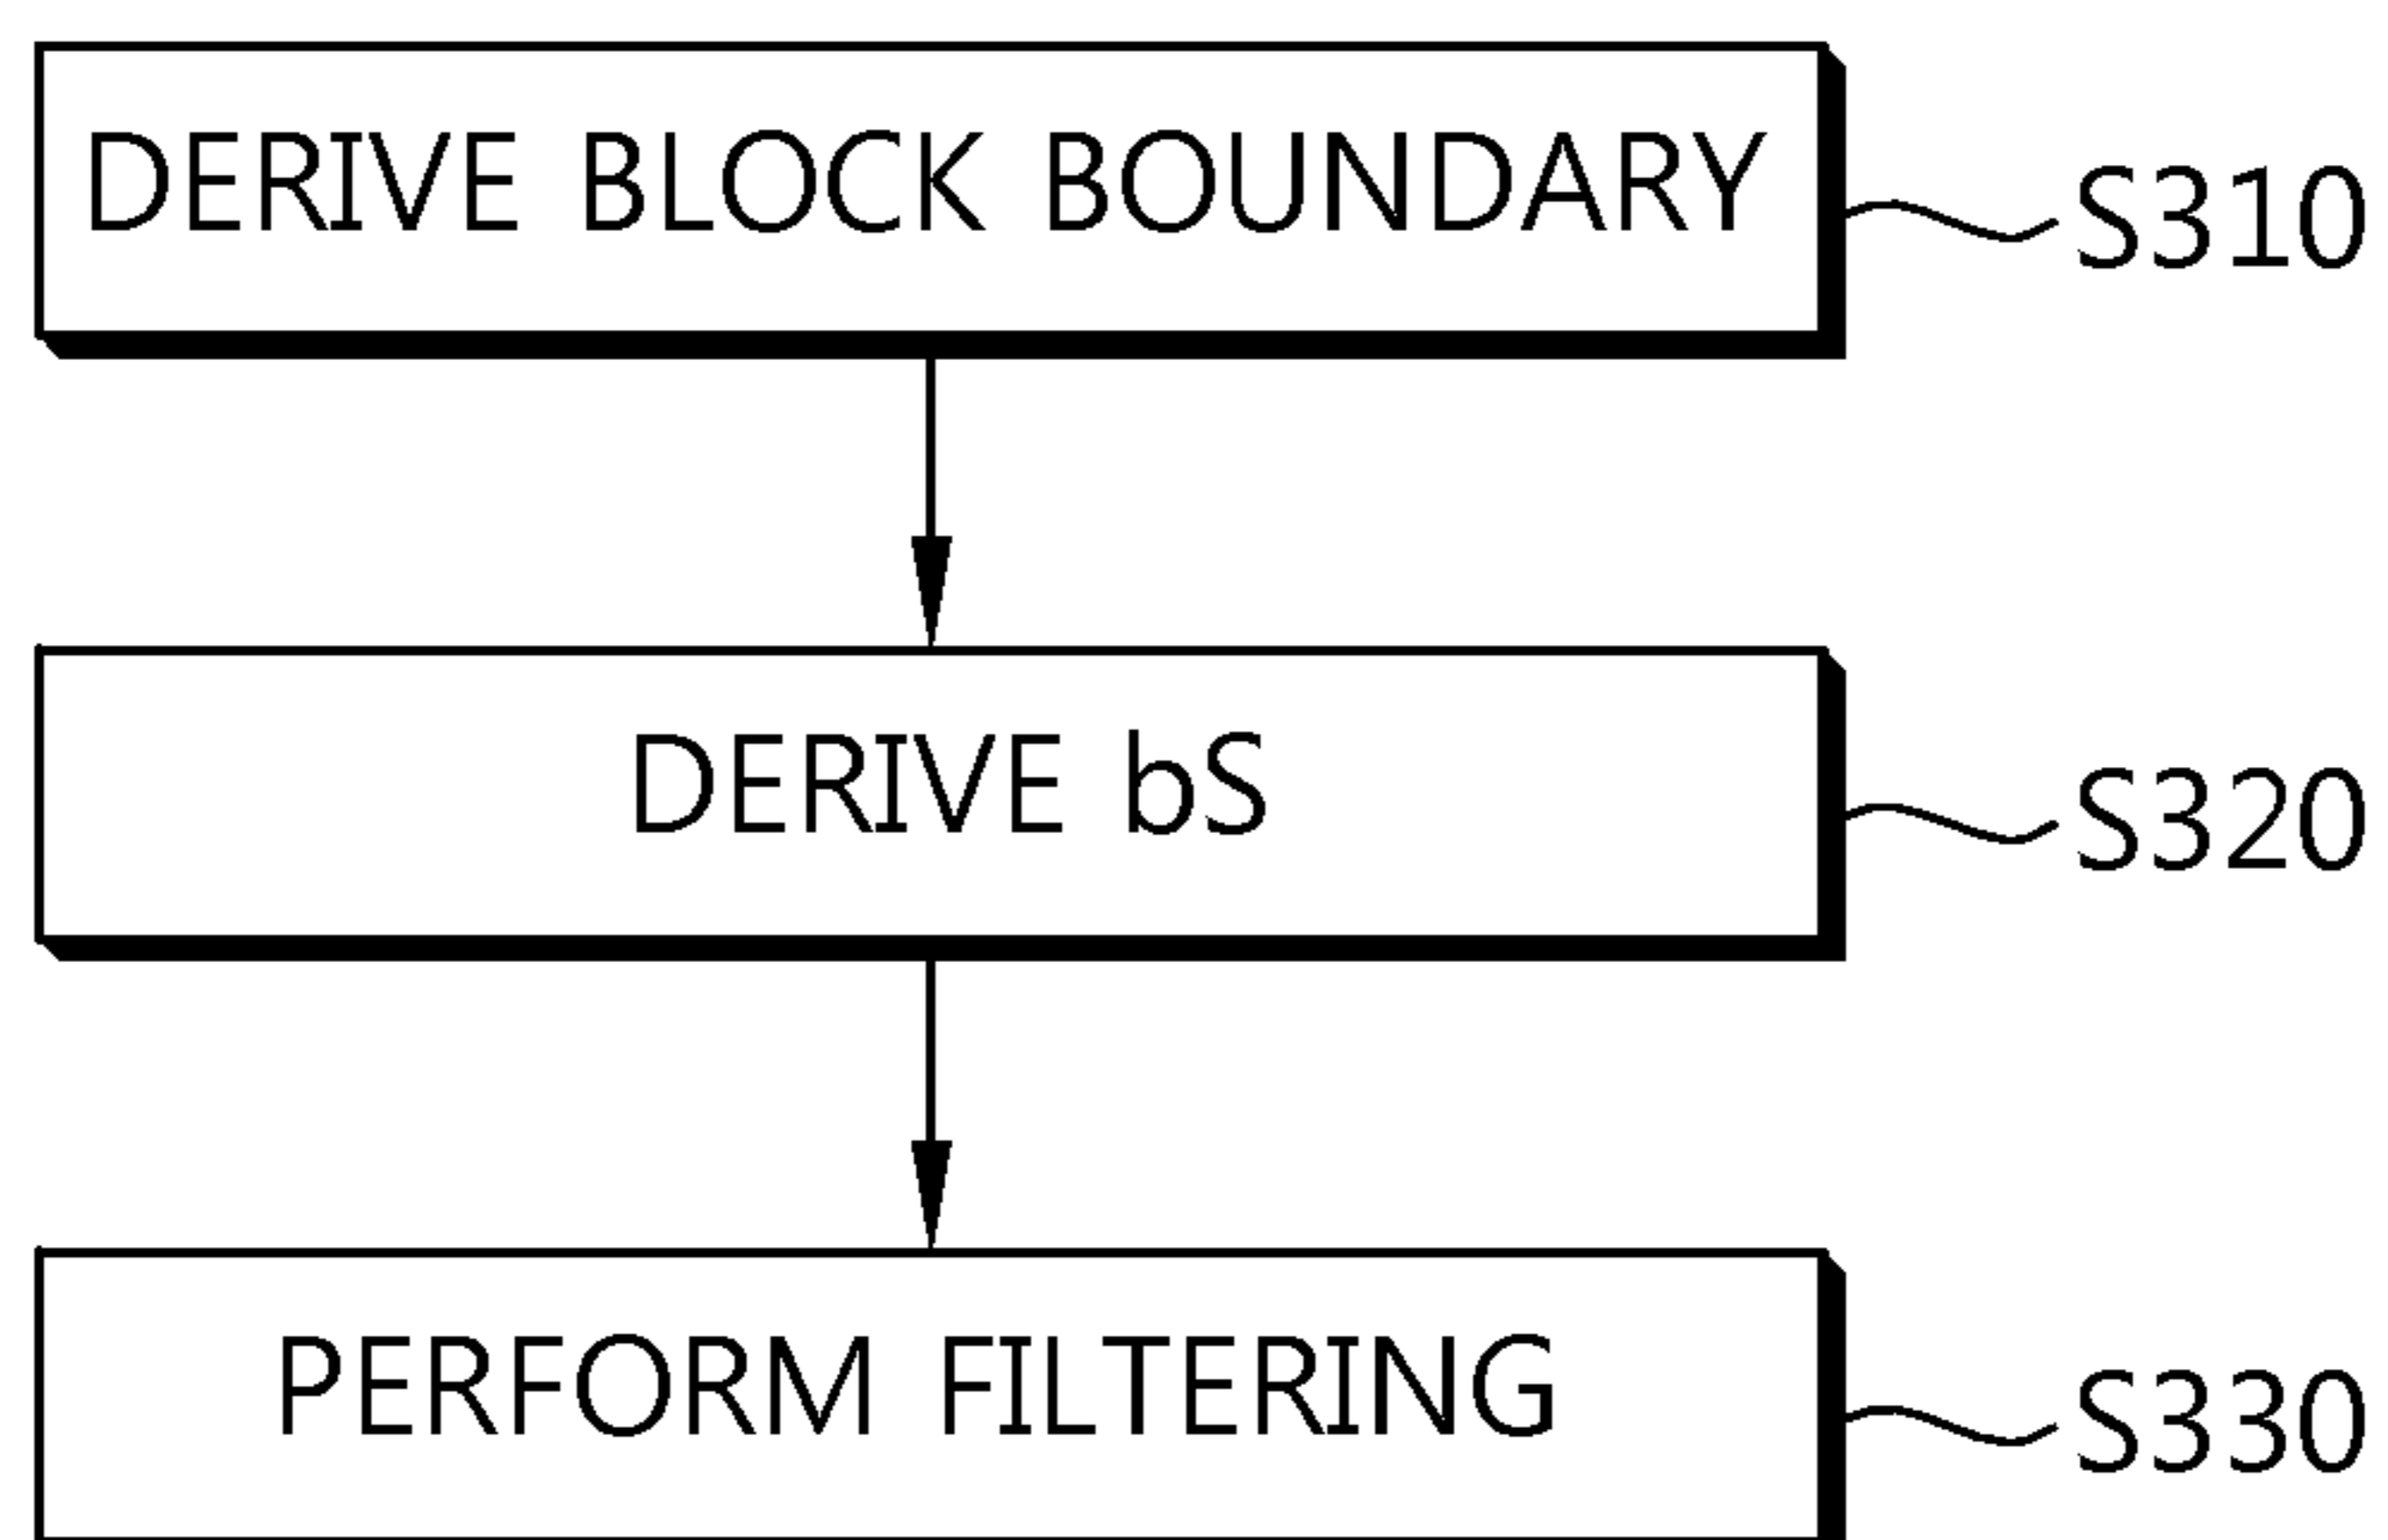 DERIVE BLOCK BOUNDARY
S310
DERIVE bS
S320
PERFORM FILTERING
S330